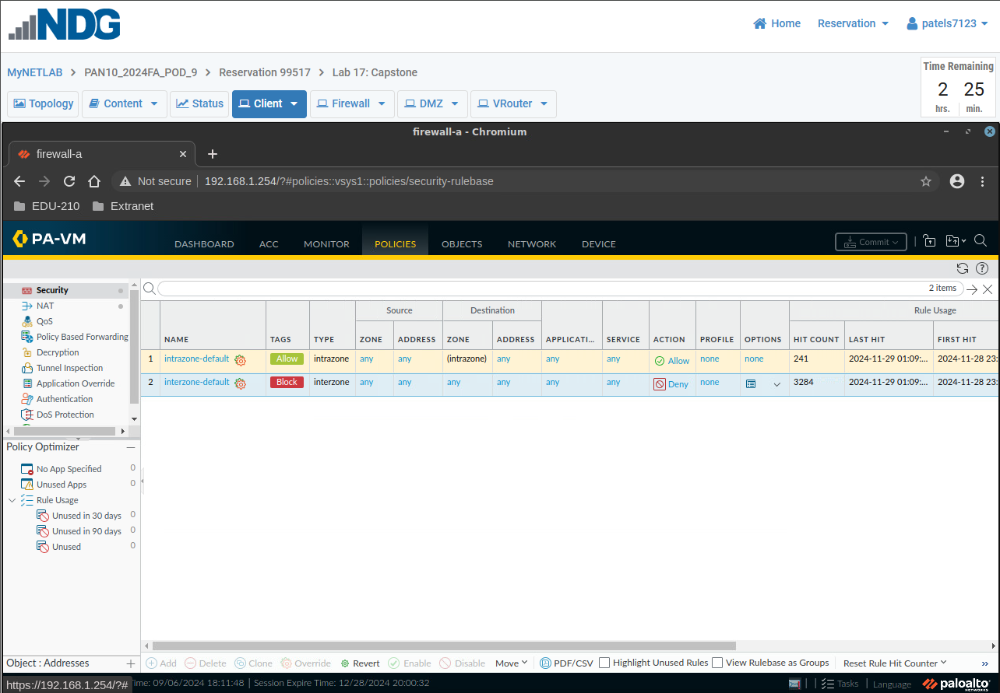 NDG
Home Reservation patels7123
MyNETLAB > PAN10_2024FA_POD_9 > Reservation 99517 > Lab 17: Capstone
Time Remaining
2 25
hrs. min.
Topology Content Status Client Firewall DMZ VRouter
firewall-a - Chromium
firewall-a
Not secure 192.168.1.254/?#policies::vsys1::policies/security-rulebase
EDU-210 Extranet
PA-VM DASHBOARD ACC MONITOR POLICIES OBJECTS NETWORK DEVICE Commit
Security
NAT
QoS
Policy Based Forwarding
Decryption
Tunnel Inspection
Application Override
Authentication
DoS Protection
Policy Optimizer
No App Specified 0
Unused Apps 0
Rule Usage
Unused in 30 days 0
Unused in 90 days 0
Unused 0
Object : Addresses
2 items
Source Destination Rule Usage
NAME TAGS TYPE ZONE ADDRESS ZONE ADDRESS APPLICATI... SERVICE ACTION PROFILE OPTIONS HIT COUNT LAST HIT FIRST HIT
1 intrazone-default Allow intrazone any any (intrazone) any any any Allow none none 241 2024-11-29 01:09:... 2024-11-28 23:
2 interzone-default Block interzone any any any any any any Deny none 3284 2024-11-29 01:09:... 2024-11-28 23:
Add Delete Clone Override Revert Enable Disable Move PDF/CSV Highlight Unused Rules View Rulebase as Groups Reset Rule Hit Counter »
https://192.168.1.254/?# Time: 09/06/2024 18:11:48 | Session Expire Time: 12/28/2024 20:00:32 Tasks | Language paloalto
NETWORKS